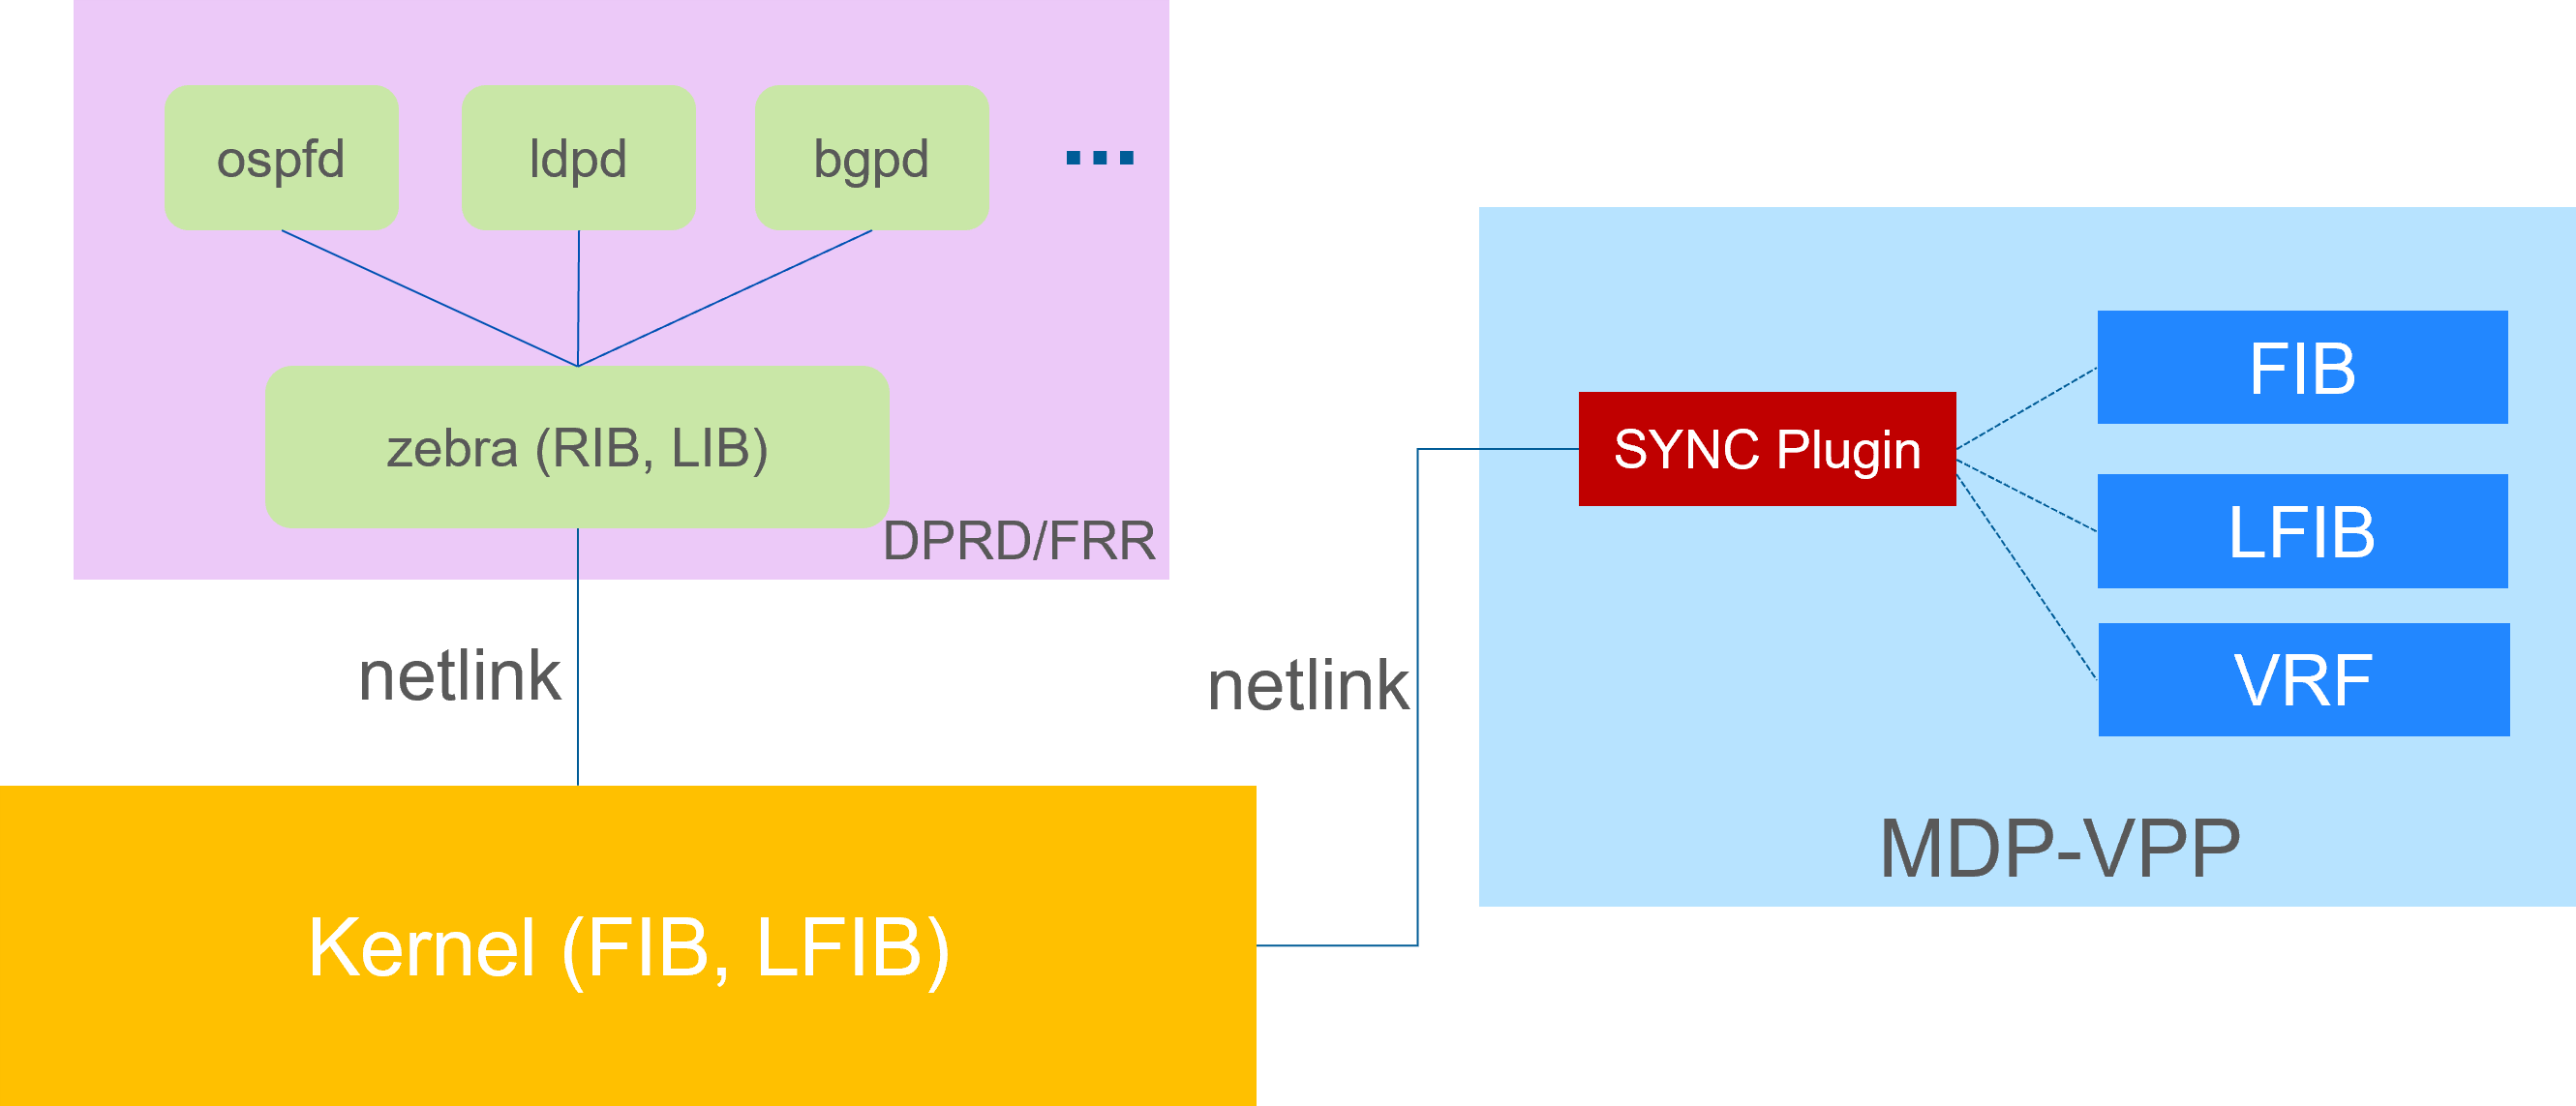 ospfd
ldpd
bgpd
...
zebra (RIB, LIB)
DPRD/FRR
netlink
Kernel (FIB, LFIB)
netlink
SYNC Plugin
FIB
LFIB
VRF
MDP-VPP